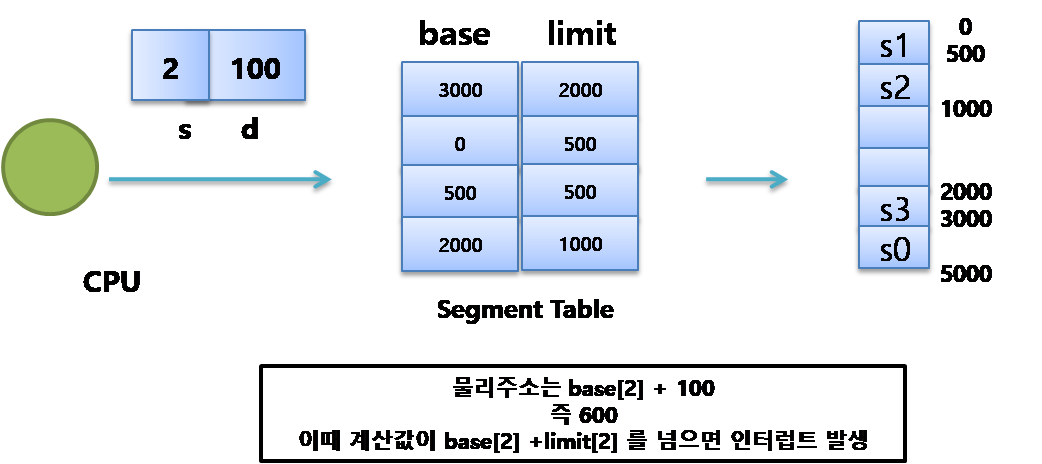 base limit
2 100
s d
CPU
3000 2000
0 500
500 500
2000 1000
Segment Table
s1
s2
s3
s0
0
500
1000
2000
3000
5000
물리주소는 base[2] + 100
즉 600
이때 계산값이 base[2] +limit[2] 를 넘으면 인터럽트 발생